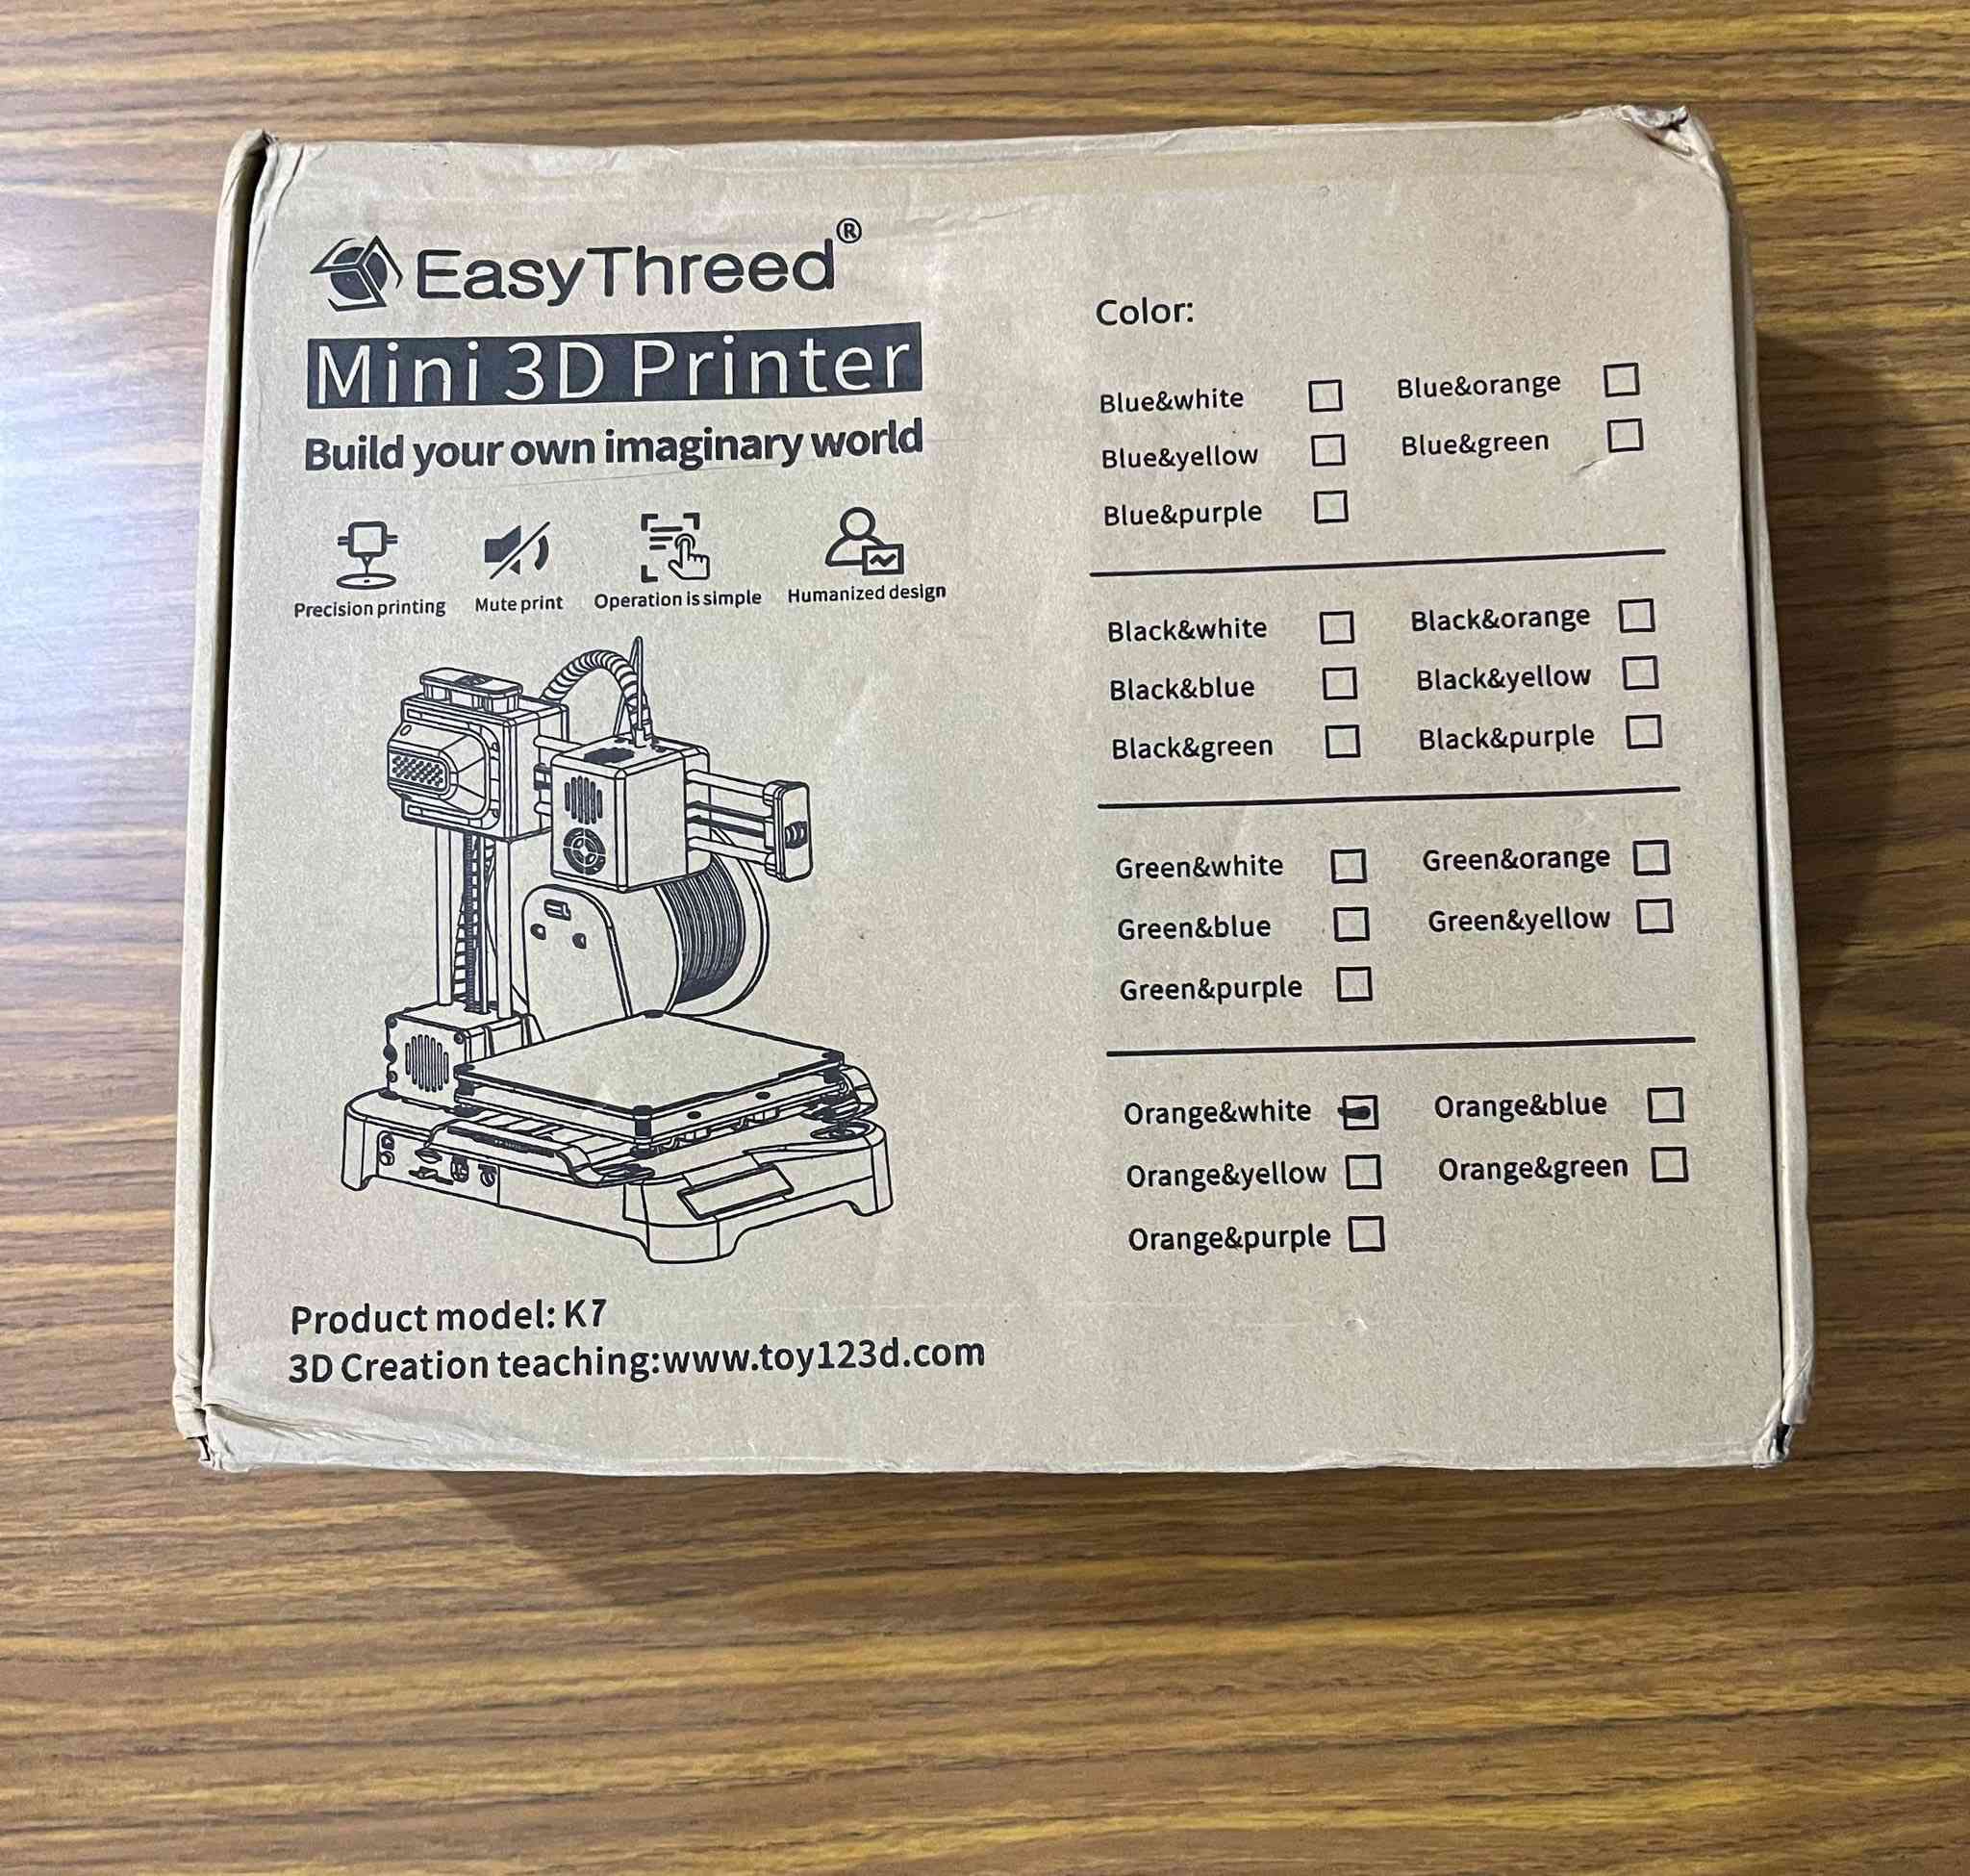 EasyThreed®
Mini 3D Printer
Build your own imaginary world
Precision printing Mute print Operation is simple Humanized design
Product model: K7
3D Creation teaching:www.toy123d.com
Color:
Blue&white Blue&orange
Blue&yellow Blue&green
Blue&purple
Black&white Black&orange
Black&blue Black&yellow
Black&green Black&purple
Green&white Green&orange
Green&blue Green&yellow
Green&purple
Orange&white Orange&blue
Orange&yellow Orange&green
Orange&purple